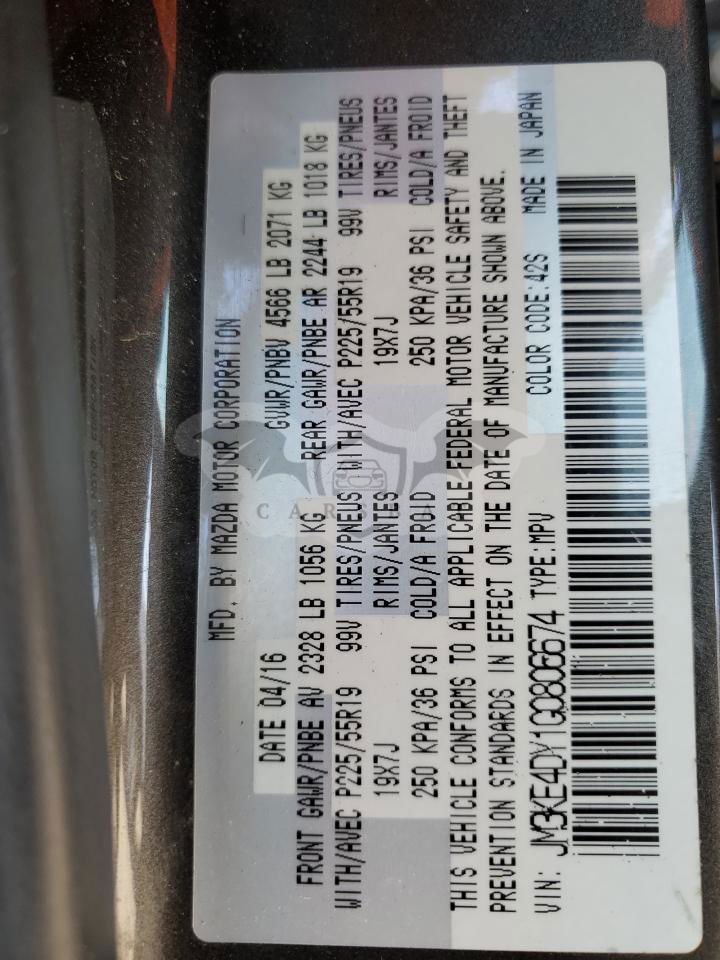 MFD. BY MAZDA MOTOR CORPORATION
DATE 04/16 GVWR/PNBV 4566 LB 2071 KG
FRONT GAWR/PNBE AV 2328 LB 1056 KG REAR GAWR/PNBE AR 2244 LB 1018 KG
WITH/AVEC P225/55R19 99V TIRES/PNEUS WITH/AVEC P225/55R19 99V TIRES/PNEUS
19X7J RIMS/JANTES 19X7J RIMS/JANTES
250 KPA/36 PSI COLD/A FROID 250 KPA/36 PSI COLD/A FROID
THIS VEHICLE CONFORMS TO ALL APPLICABLE FEDERAL MOTOR VEHICLE SAFETY AND THEFT
PREVENTION STANDARDS IN EFFECT ON THE DATE OF MANUFACTURE SHOWN ABOVE.
VIN: JM3KE4DY1G0806674 TYPE:MPV COLOR CODE:42S MADE IN JAPAN